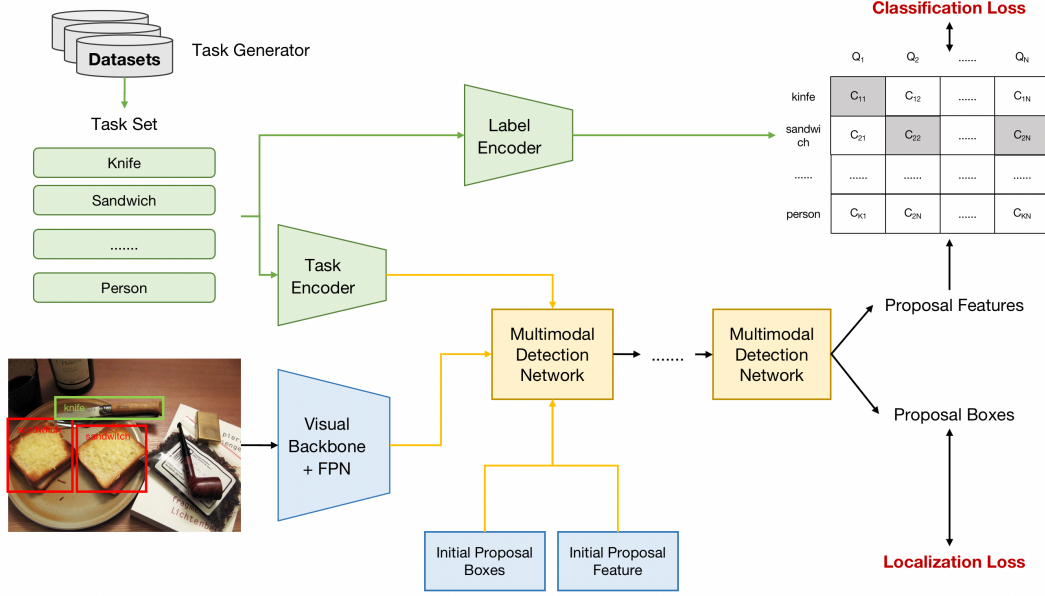 Classification Loss
Datasets
Task Generator
Task Set
Knife
Sandwich
.......
Person
Label
Encoder
Task
Encoder
Q1 Q2 ...... QN
kinfe C11 C12 ...... C1N
sandwi
ch
C21 C22 ...... C2N
...... ...... ...... ...... ......
person CK1 C2N ...... CKN
Proposal Features
Multimodal
Detection
Network
.......
Multimodal
Detection
Network
Proposal Boxes
Visual
Backbone
+ FPN
knife
sandwitch
Lichtenb
Initial Proposal
Boxes
Initial Proposal
Feature
Localization Loss